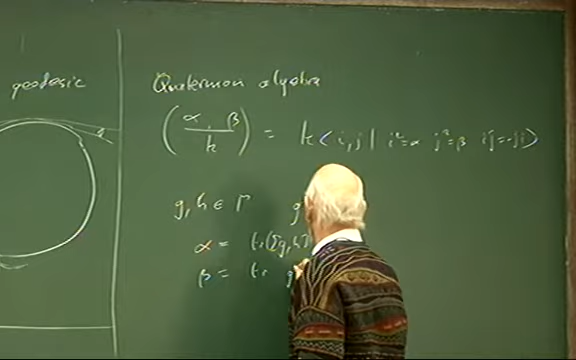 geodesic
Quaternion algebra
(α, β / k) = k⟨i,j | i²=α j²=β ij=-ji⟩
g, h ∈ Γ g
α = tr([g,h])
β = tr g